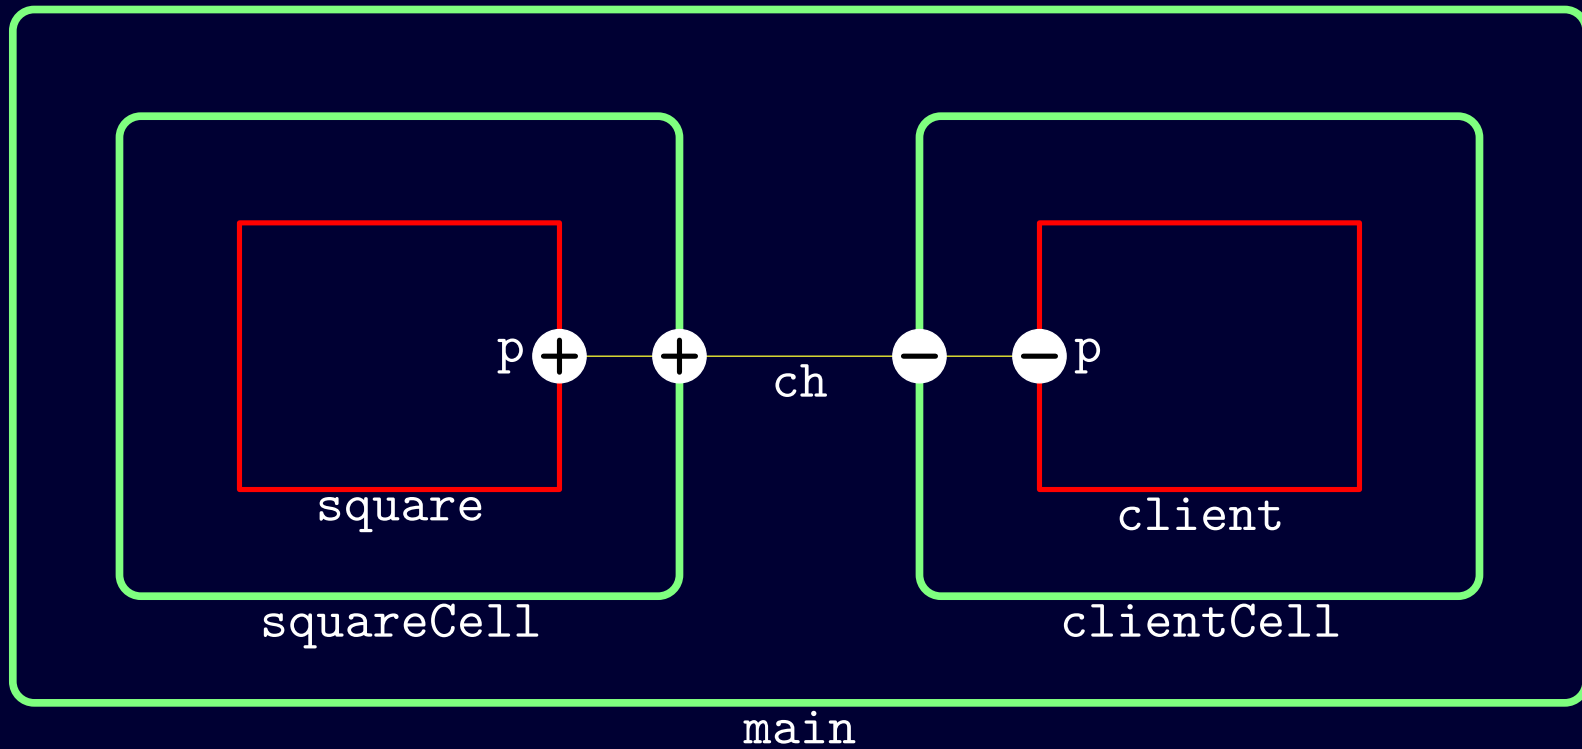 p
p
ch
square
client
squareCell
clientCell
main